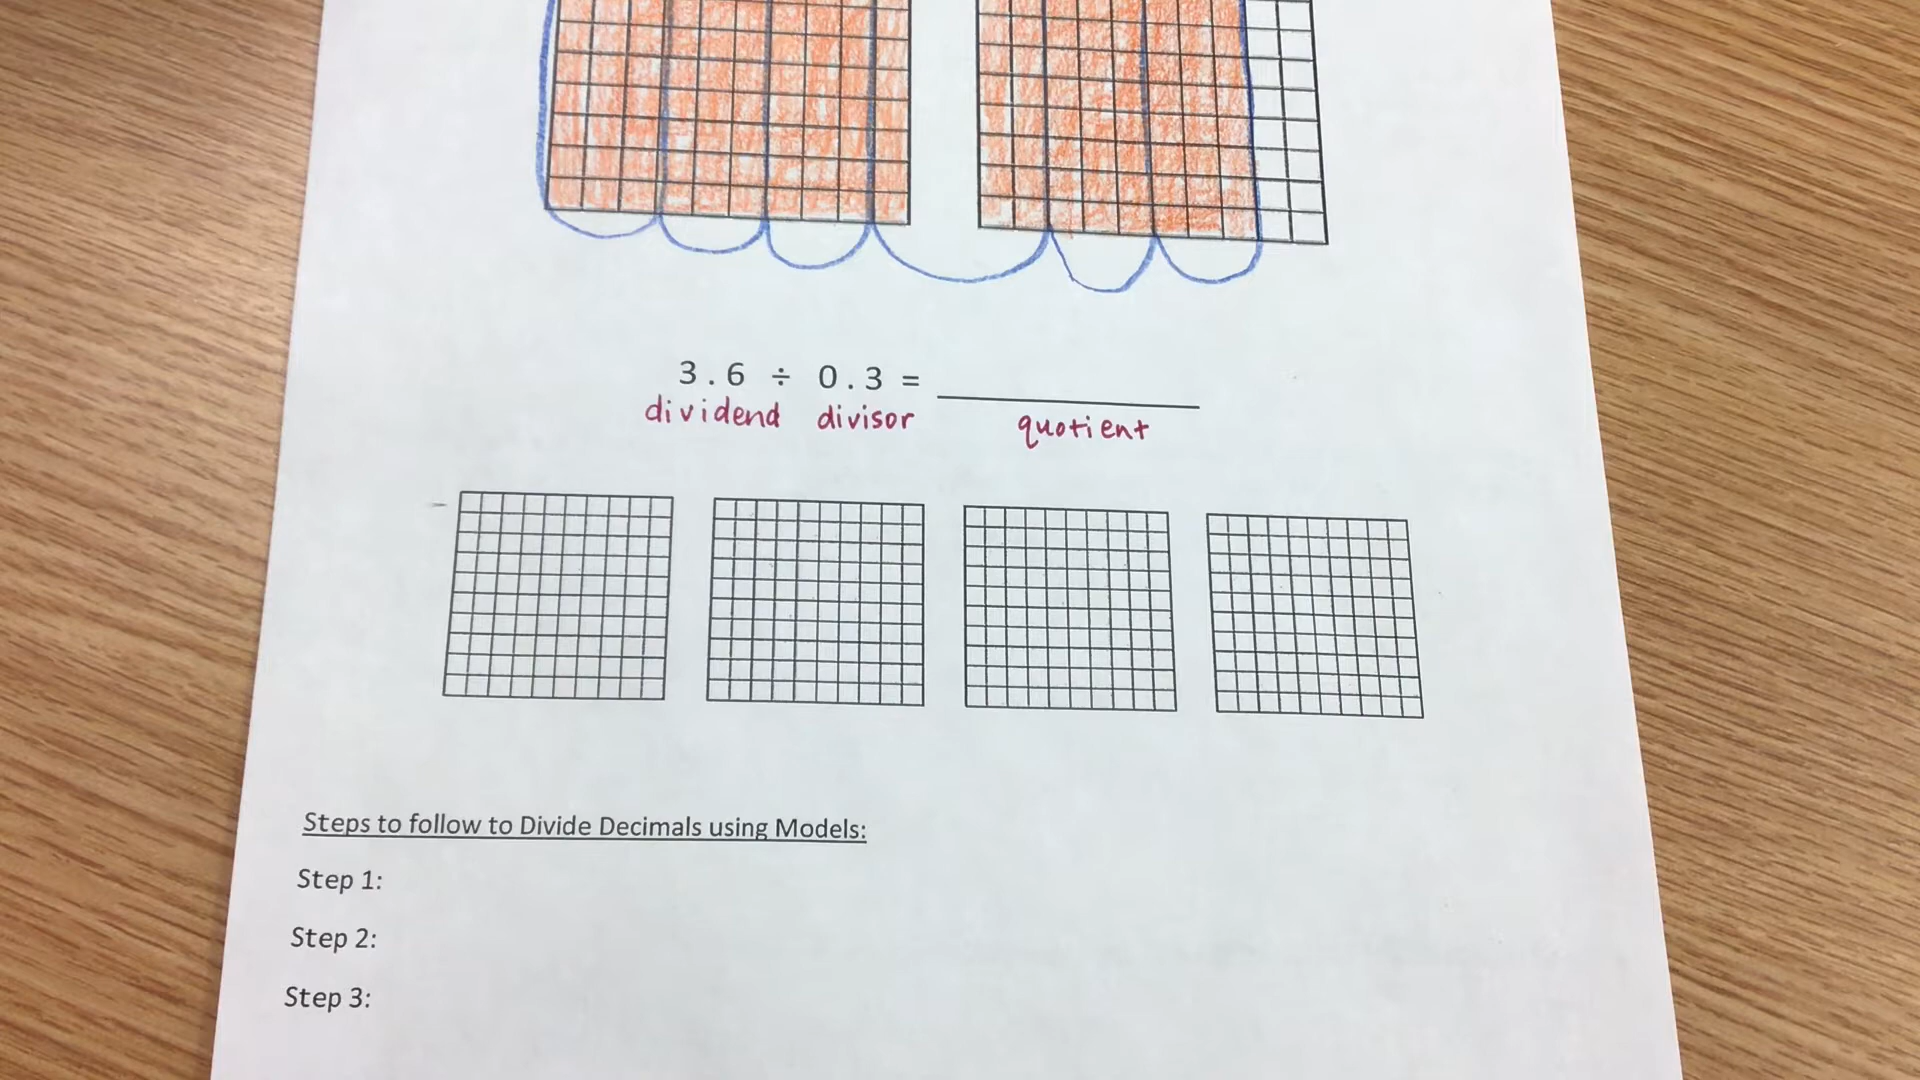 3.6 ÷ 0.3 =
dividend divisor quotient
Steps to follow to Divide Decimals using Models:
Step 1:
Step 2:
Step 3: